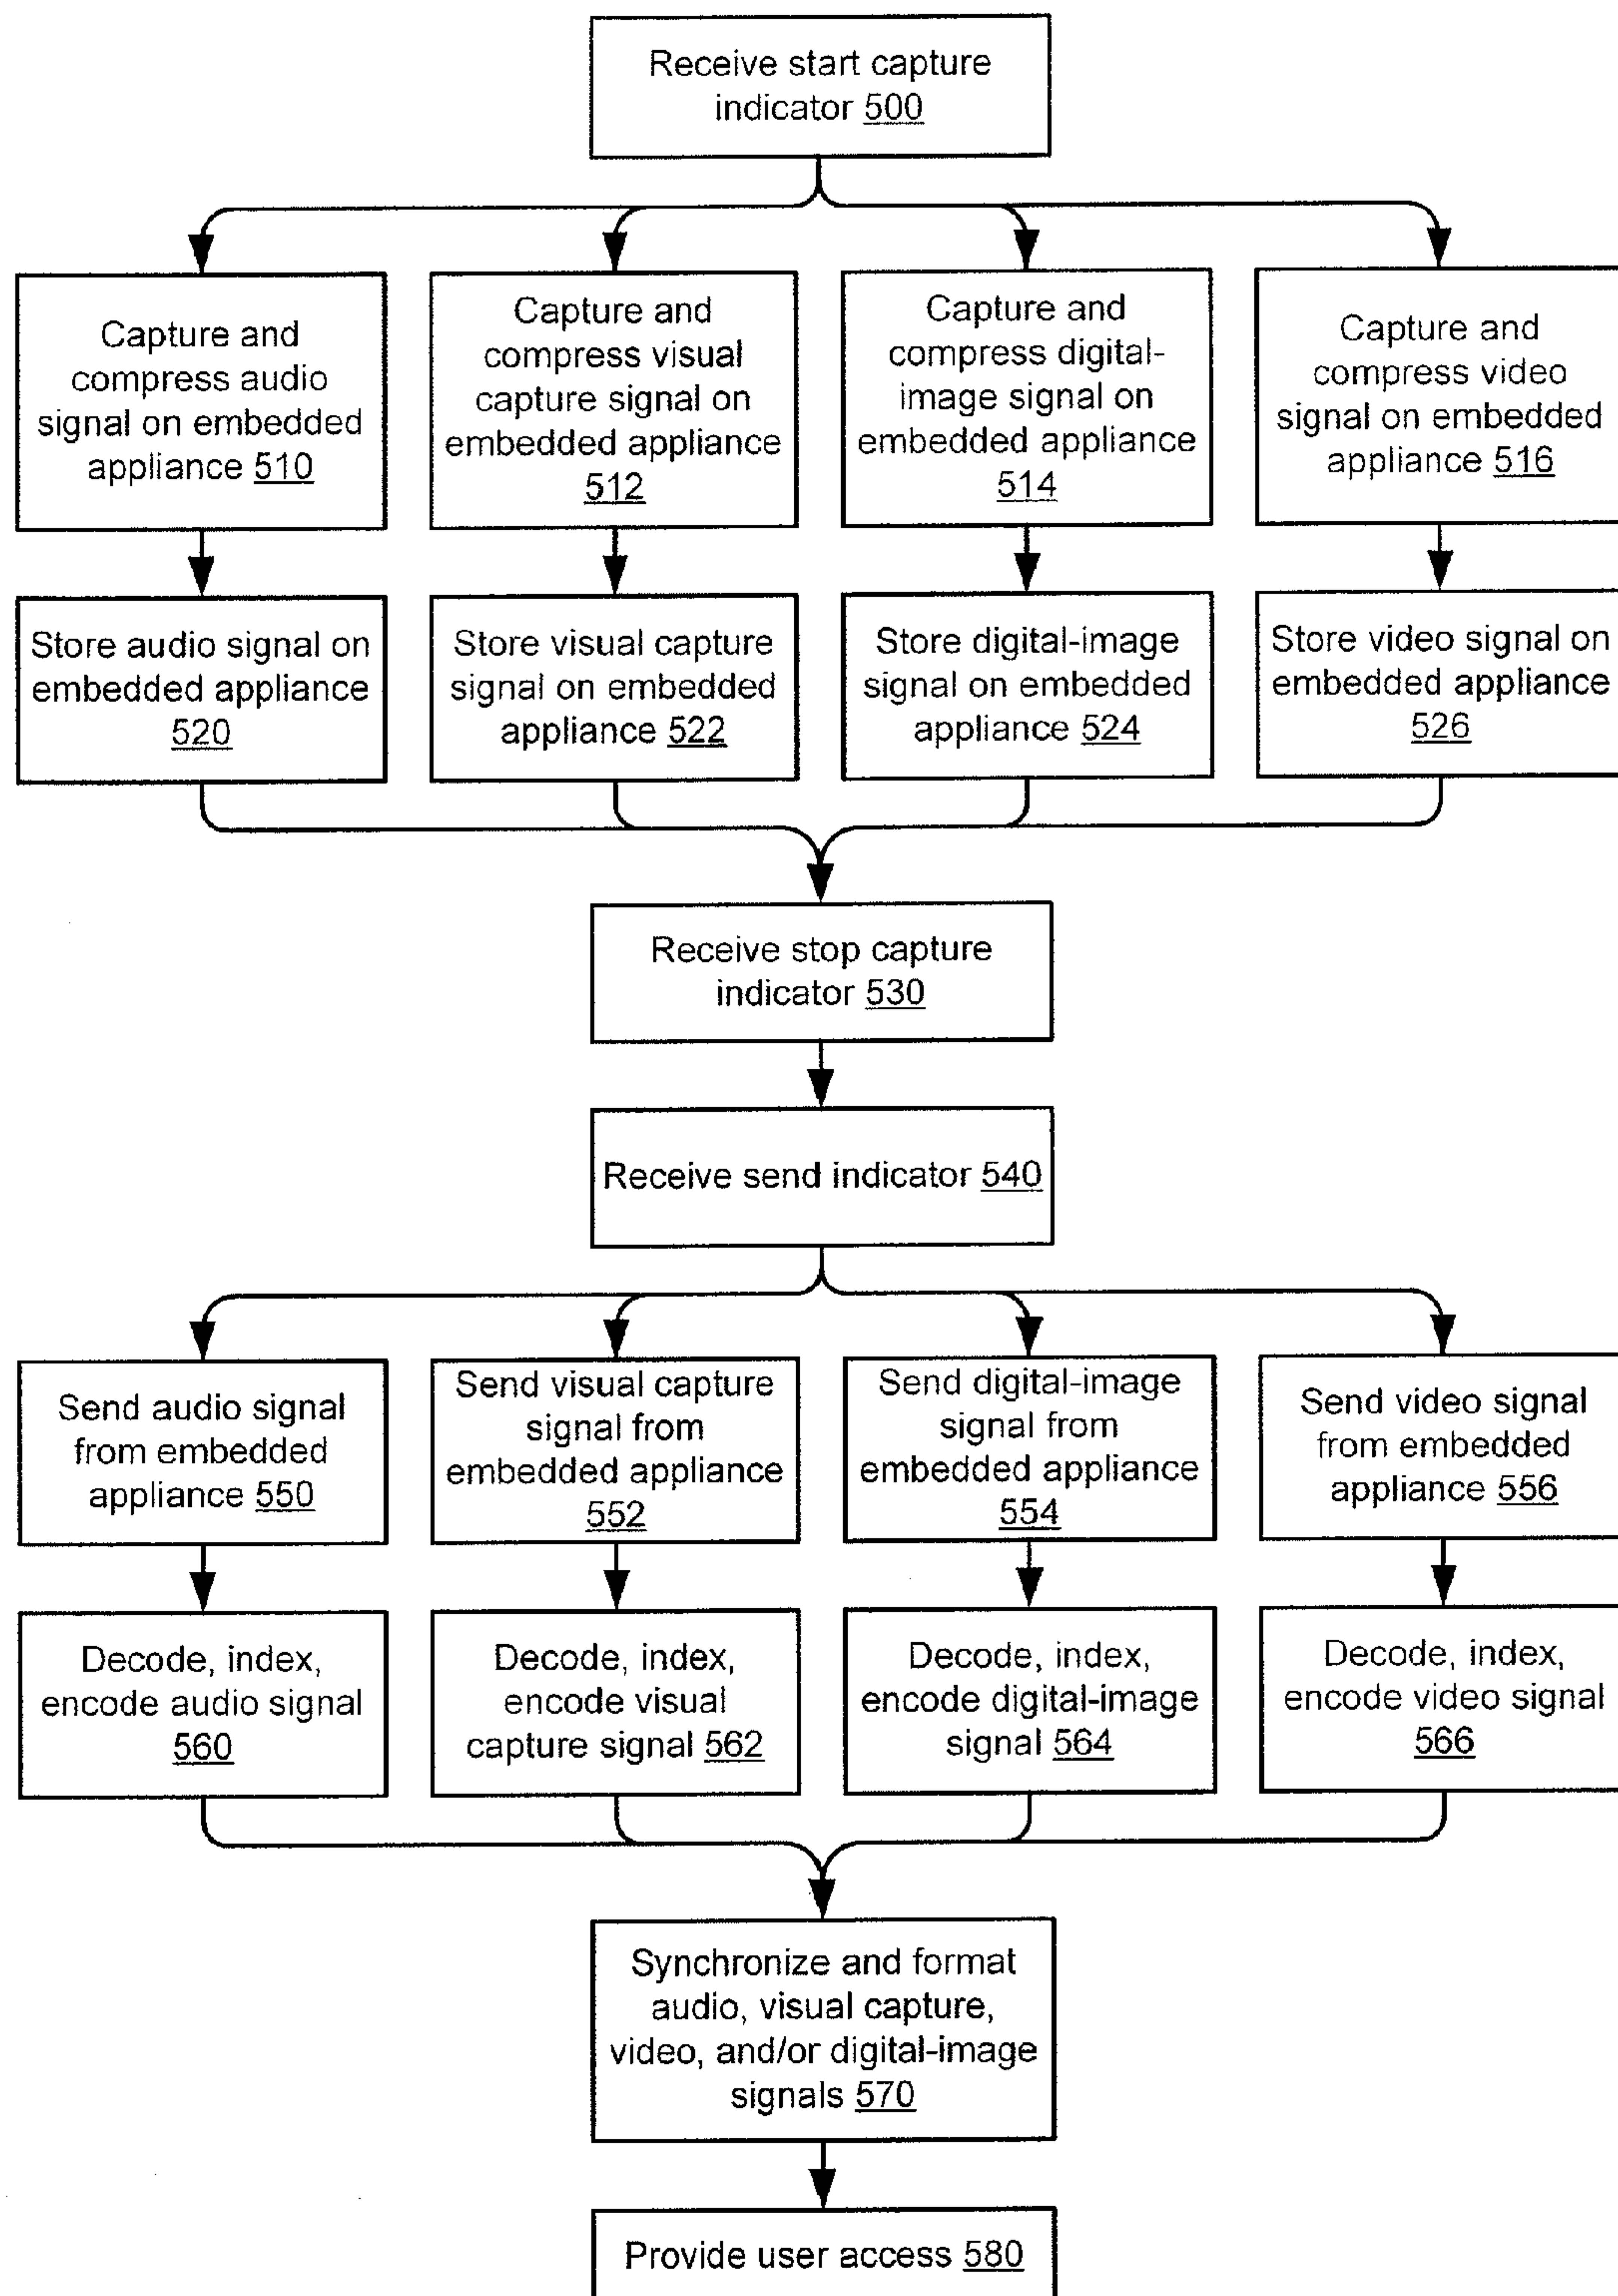 Receive start capture
indicator 500
Capture and
compress audio
signal on embedded
appliance 510
Capture and
compress visual
capture signal on
embedded appliance
512
Capture and
compress digital-
image signal on
embedded appliance
514
Capture and
compress video
signal on embedded
appliance 516
Store audio signal on
embedded appliance
520
Store visual capture
signal on embedded
appliance 522
Store digital-image
signal on embedded
appliance 524
Store video signal on
embedded appliance
526
Receive stop capture
indicator 530
Receive send indicator 540
Send audio signal
from embedded
appliance 550
Send visual capture
signal from
embedded appliance
552
Send digital-image
signal from
embedded appliance
554
Send video signal
from embedded
appliance 556
Decode, index,
encode audio signal
560
Decode, index,
encode visual
capture signal 562
Decode, index,
encode digital-image
signal 564
Decode, index,
encode video signal
566
Synchronize and format
audio, visual capture,
video, and/or digital-image
signals 570
Provide user access 580